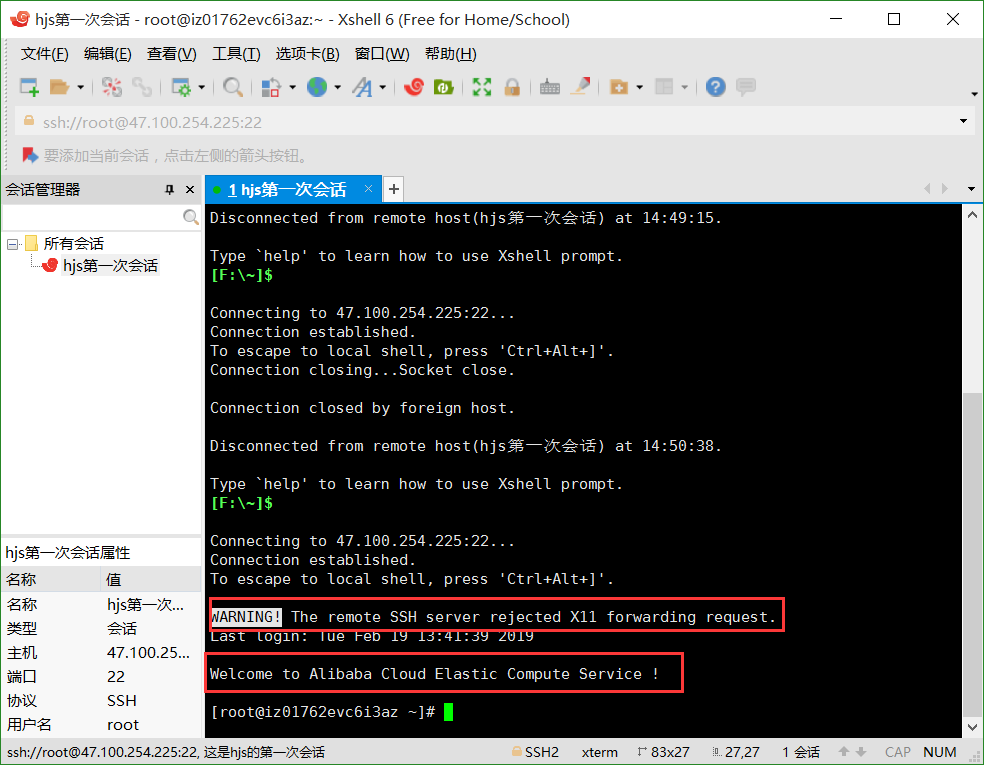 hjs第一次会话 - root@iz01762evc6i3az:~ - Xshell 6 (Free for Home/School)
文件(F) 编辑(E) 查看(V) 工具(T) 选项卡(B) 窗口(W) 帮助(H)
ssh://root@47.100.254.225:22
要添加当前会话，点击左侧的箭头按钮。
会话管理器
1 hjs第一次会话
所有会话
hjs第一次会话
Disconnected from remote host(hjs第一次会话) at 14:49:15.
Type `help' to learn how to use Xshell prompt.
[F:\~]$
Connecting to 47.100.254.225:22...
Connection established.
To escape to local shell, press 'Ctrl+Alt+]'.
Connection closing...Socket close.
Connection closed by foreign host.
Disconnected from remote host(hjs第一次会话) at 14:50:38.
Type `help' to learn how to use Xshell prompt.
[F:\~]$
Connecting to 47.100.254.225:22...
Connection established.
To escape to local shell, press 'Ctrl+Alt+]'.
WARNING! The remote SSH server rejected X11 forwarding request.
Last login: Tue Feb 19 13:41:39 2019
Welcome to Alibaba Cloud Elastic Compute Service !
[root@iz01762evc6i3az ~]#
hjs第一次会话属性
名称 值
名称 hjs第一次...
类型 会话
主机 47.100.25...
端口 22
协议 SSH
用户名 root
ssh://root@47.100.254.225:22, 这是hjs的第一次会话 SSH2 xterm 83x27 27,27 1 会话 CAP NUM